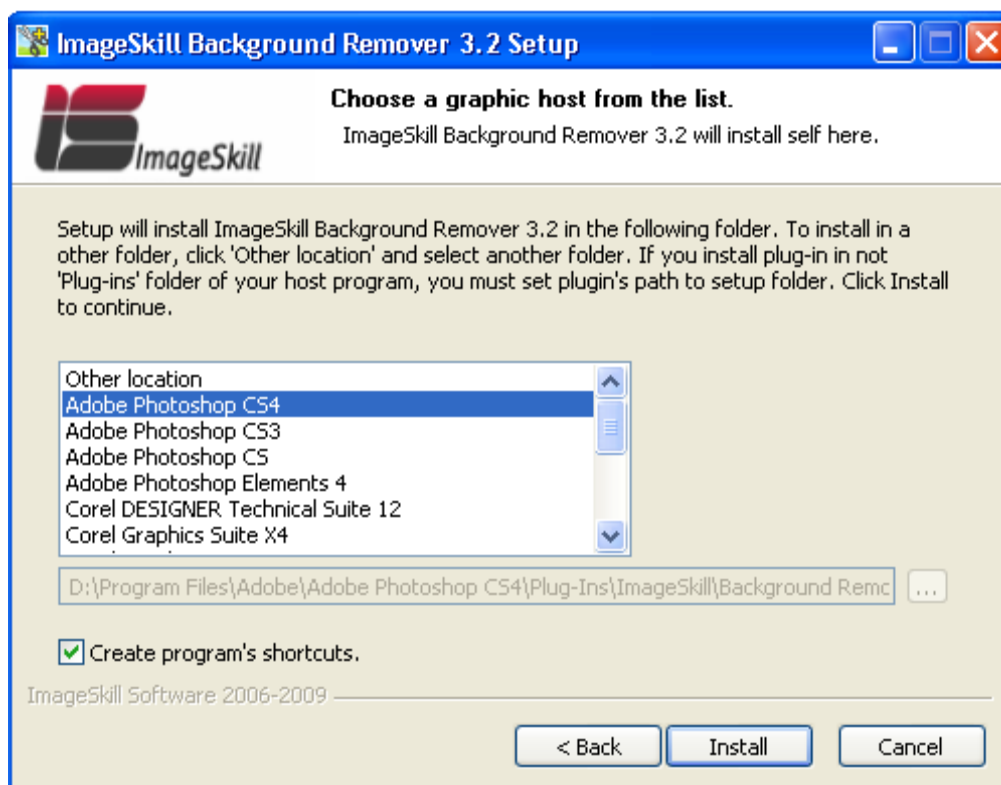 ImageSkill Background Remover 3.2 Setup
Choose a graphic host from the list.
ImageSkill Background Remover 3.2 will install self here.
ImageSkill
Setup will install ImageSkill Background Remover 3.2 in the following folder. To install in a
other folder, click 'Other location' and select another folder. If you install plug-in in not
'Plug-ins' folder of your host program, you must set plugin's path to setup folder. Click Install
to continue.
Other location
Adobe Photoshop CS4
Adobe Photoshop CS3
Adobe Photoshop CS
Adobe Photoshop Elements 4
Corel DESIGNER Technical Suite 12
Corel Graphics Suite X4
D:\Program Files\Adobe\Adobe Photoshop CS4\Plug-Ins\ImageSkill\Background Remc
...
Create program's shortcuts.
ImageSkill Software 2006-2009
< Back
Install
Cancel